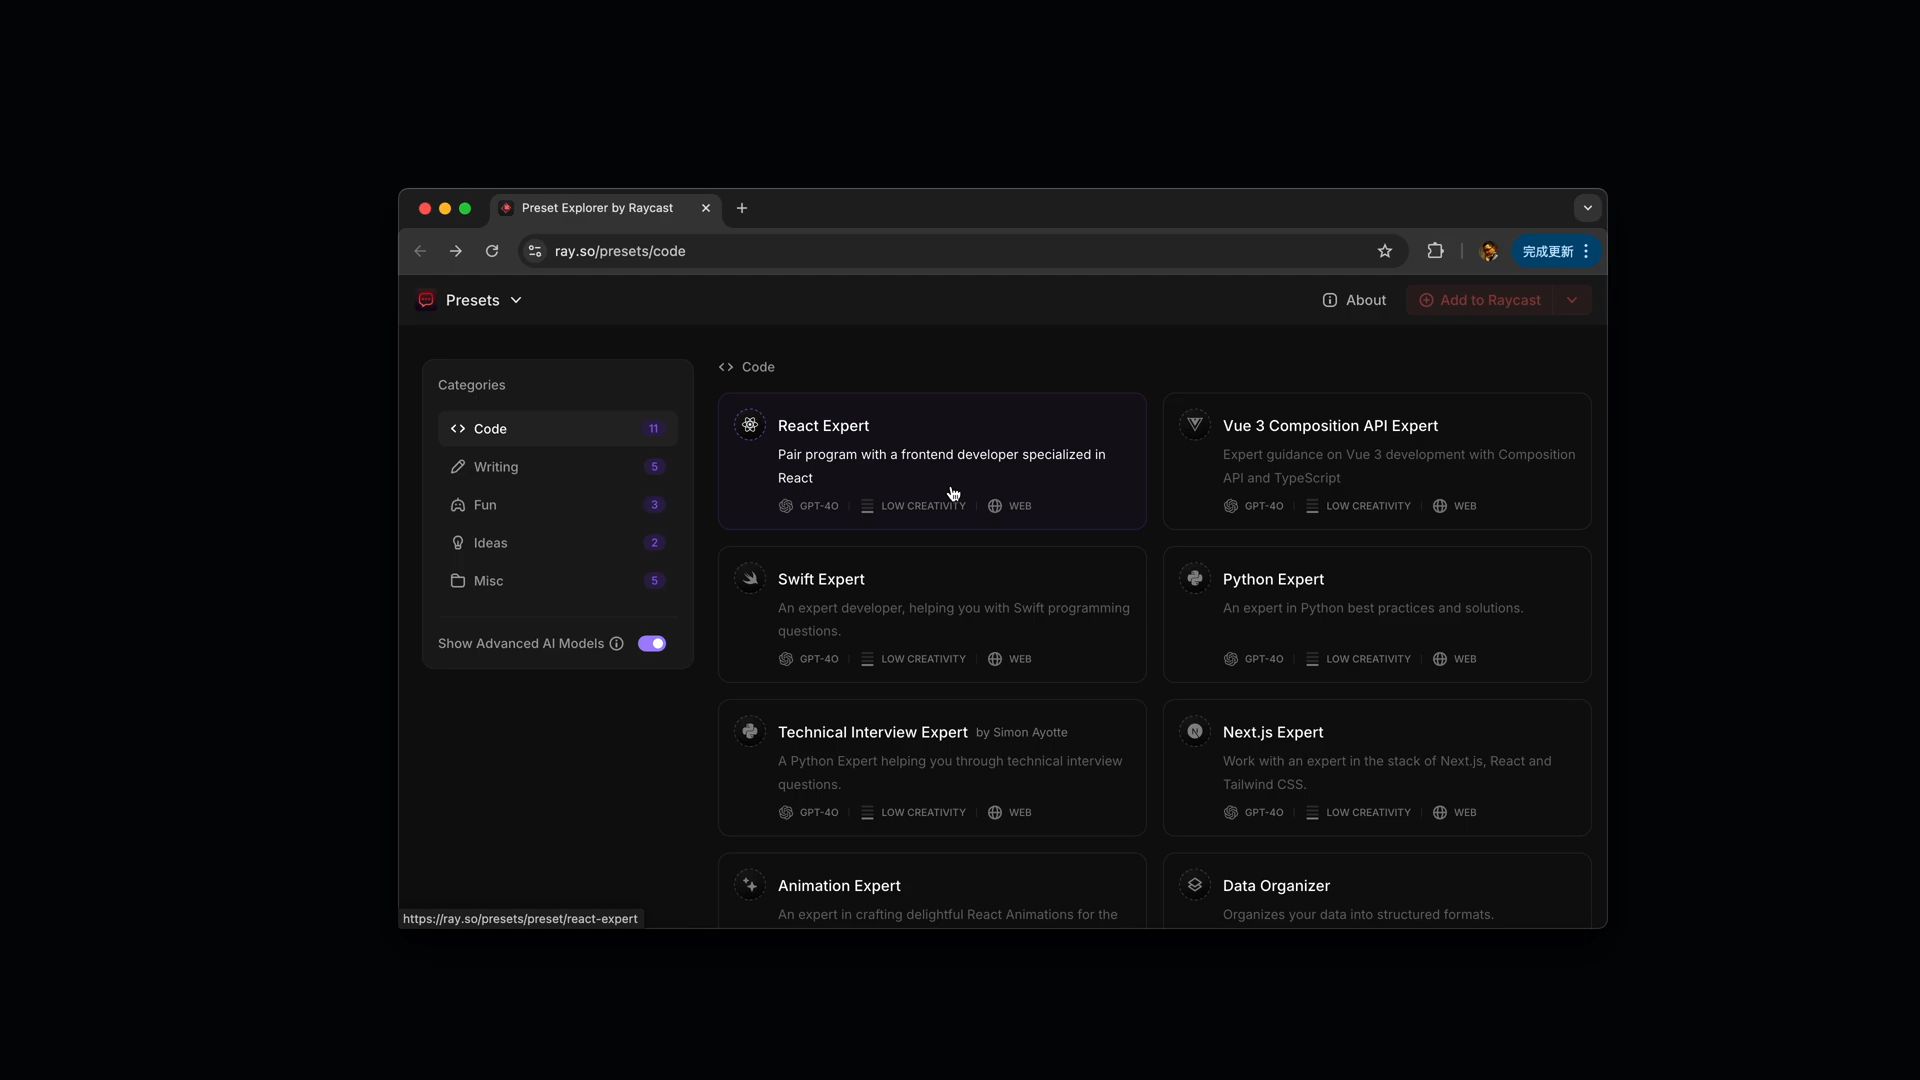 Preset Explorer by Raycast
ray.so/presets/code
完成更新
Presets
About
Add to Raycast
Categories
Code 11
Writing 5
Fun 3
Ideas 2
Misc 5
Show Advanced AI Models
Code
React Expert
Pair program with a frontend developer specialized in
React
GPT-4O
LOW CREATIVITY
WEB
Vue 3 Composition API Expert
Expert guidance on Vue 3 development with Composition
API and TypeScript
GPT-4O
LOW CREATIVITY
WEB
Swift Expert
An expert developer, helping you with Swift programming
questions.
GPT-4O
LOW CREATIVITY
WEB
Python Expert
An expert in Python best practices and solutions.
GPT-4O
LOW CREATIVITY
WEB
Technical Interview Expert by Simon Ayotte
A Python Expert helping you through technical interview
questions.
GPT-4O
LOW CREATIVITY
WEB
Next.js Expert
Work with an expert in the stack of Next.js, React and
Tailwind CSS.
GPT-4O
LOW CREATIVITY
WEB
Animation Expert
An expert in crafting delightful React Animations for the
Data Organizer
Organizes your data into structured formats.
https://ray.so/presets/preset/react-expert